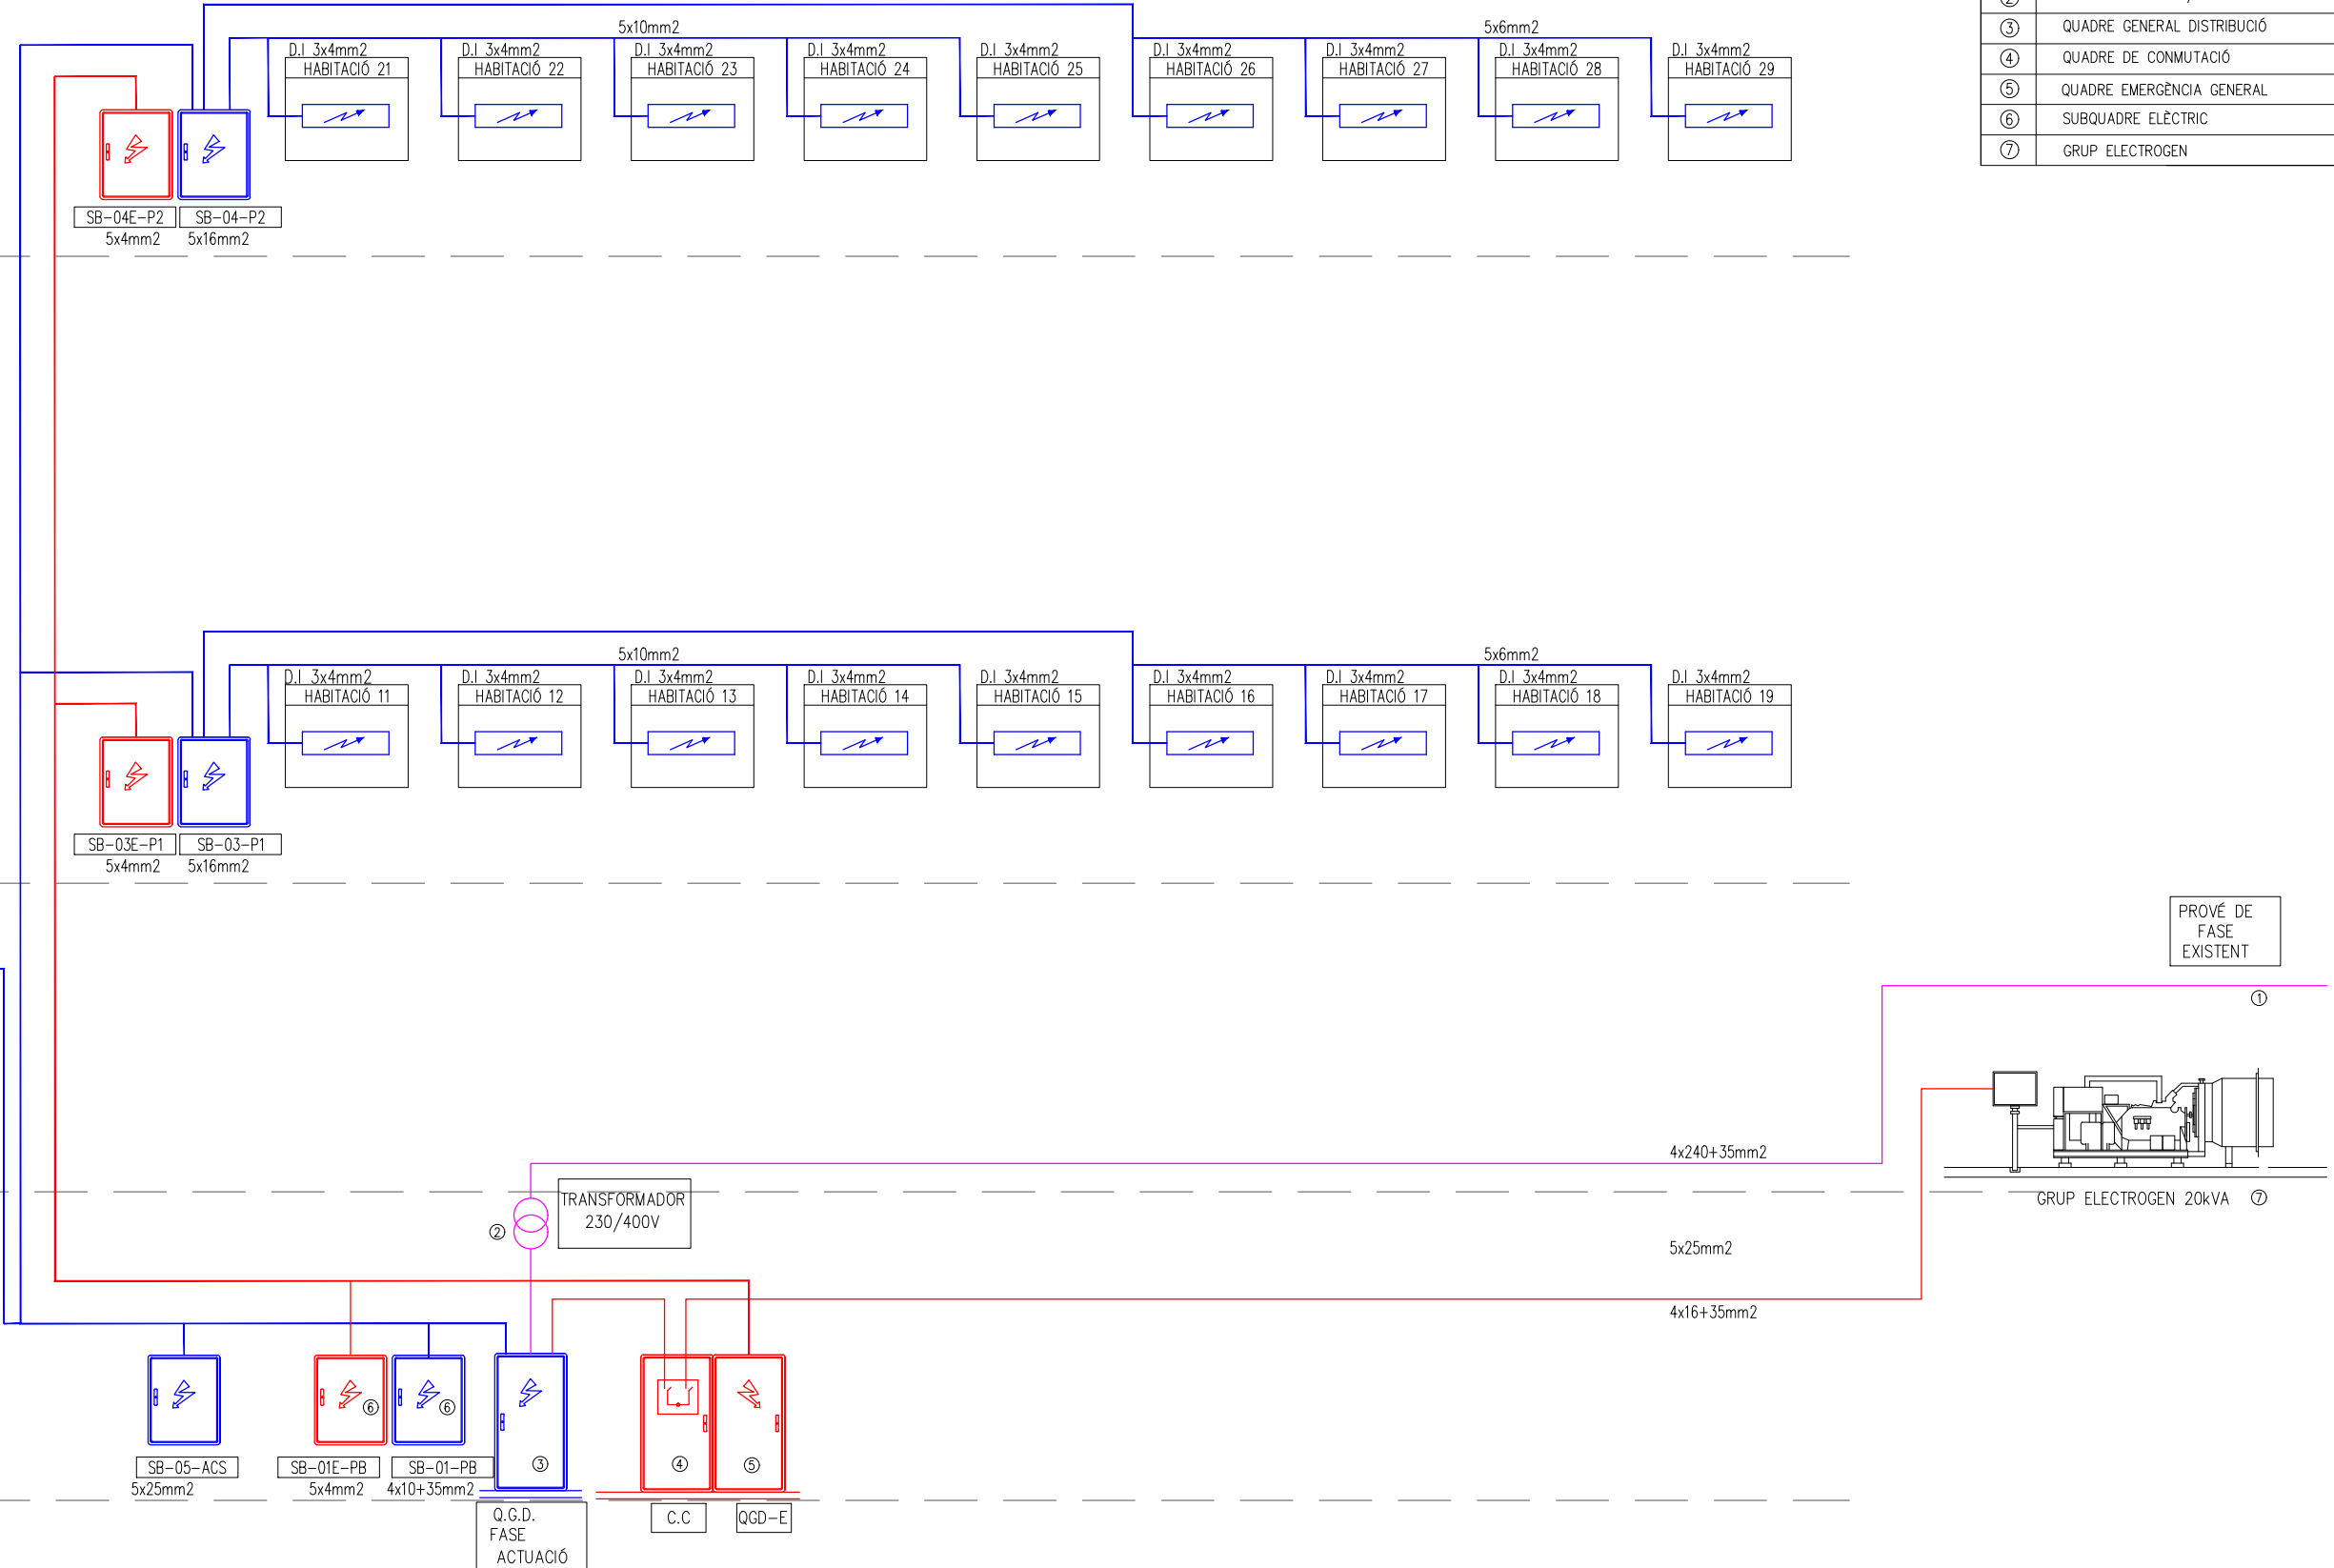 5x10mm2
5x6mm2
D.I 3x4mm2
D.I 3x4mm2
D.I 3x4mm2
D.I 3x4mm2
D.I 3x4mm2
D.I 3x4mm2
D.I 3x4mm2
D.I 3x4mm2
D.I 3x4mm2
HABITACIÓ 21
HABITACIÓ 22
HABITACIÓ 23
HABITACIÓ 24
HABITACIÓ 25
HABITACIÓ 26
HABITACIÓ 27
HABITACIÓ 28
HABITACIÓ 29
2
3 QUADRE GENERAL DISTRIBUCIÓ
4 QUADRE DE CONMUTACIÓ
5 QUADRE EMERGÈNCIA GENERAL
6 SUBQUADRE ELÈCTRIC
7 GRUP ELECTROGEN
SB-04E-P2
SB-04-P2
5x4mm2
5x16mm2
5x10mm2
5x6mm2
D.I 3x4mm2
D.I 3x4mm2
D.I 3x4mm2
D.I 3x4mm2
D.I 3x4mm2
D.I 3x4mm2
D.I 3x4mm2
D.I 3x4mm2
D.I 3x4mm2
HABITACIÓ 11
HABITACIÓ 12
HABITACIÓ 13
HABITACIÓ 14
HABITACIÓ 15
HABITACIÓ 16
HABITACIÓ 17
HABITACIÓ 18
HABITACIÓ 19
SB-03E-P1
SB-03-P1
5x4mm2
5x16mm2
PROVÉ DE
FASE
EXISTENT
1
4x240+35mm2
TRANSFORMADOR
230/400V
2
GRUP ELECTROGEN 20kVA 7
5x25mm2
4x16+35mm2
6
6
3
4
5
SB-05-ACS
SB-01E-PB
SB-01-PB
5x25mm2
5x4mm2
4x10+35mm2
Q.G.D.
FASE
ACTUACIÓ
C.C
QGD-E